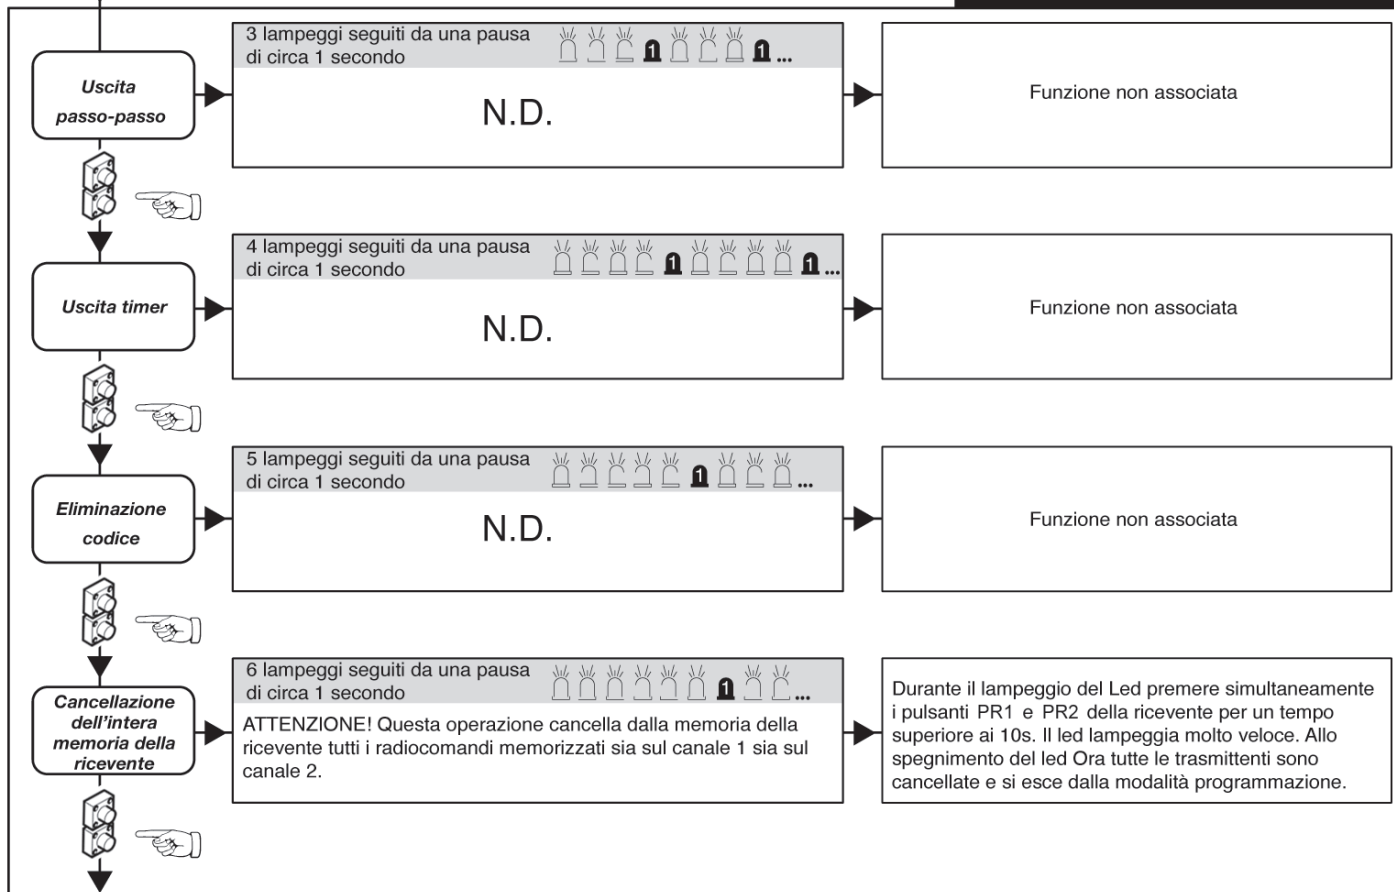 Uscita
passo-passo
3 lampeggi seguiti da una pausa
di circa 1 secondo
1 1 ...
N.D.
Funzione non associata
Uscita timer
4 lampeggi seguiti da una pausa
di circa 1 secondo
1 1 ...
N.D.
Funzione non associata
Eliminazione
codice
5 lampeggi seguiti da una pausa
di circa 1 secondo
1 ...
N.D.
Funzione non associata
Cancellazione
dell'intera
memoria della
ricevente
6 lampeggi seguiti da una pausa
di circa 1 secondo
1 ...
ATTENZIONE! Questa operazione cancella dalla memoria della
ricevente tutti i radiocomandi memorizzati sia sul canale 1 sia sul
canale 2.
Durante il lampeggio del Led premere simultaneamente
i pulsanti PR1 e PR2 della ricevente per un tempo
superiore ai 10s. Il led lampeggia molto veloce. Allo
spegnimento del led Ora tutte le trasmittenti sono
cancellate e si esce dalla modalità programmazione.